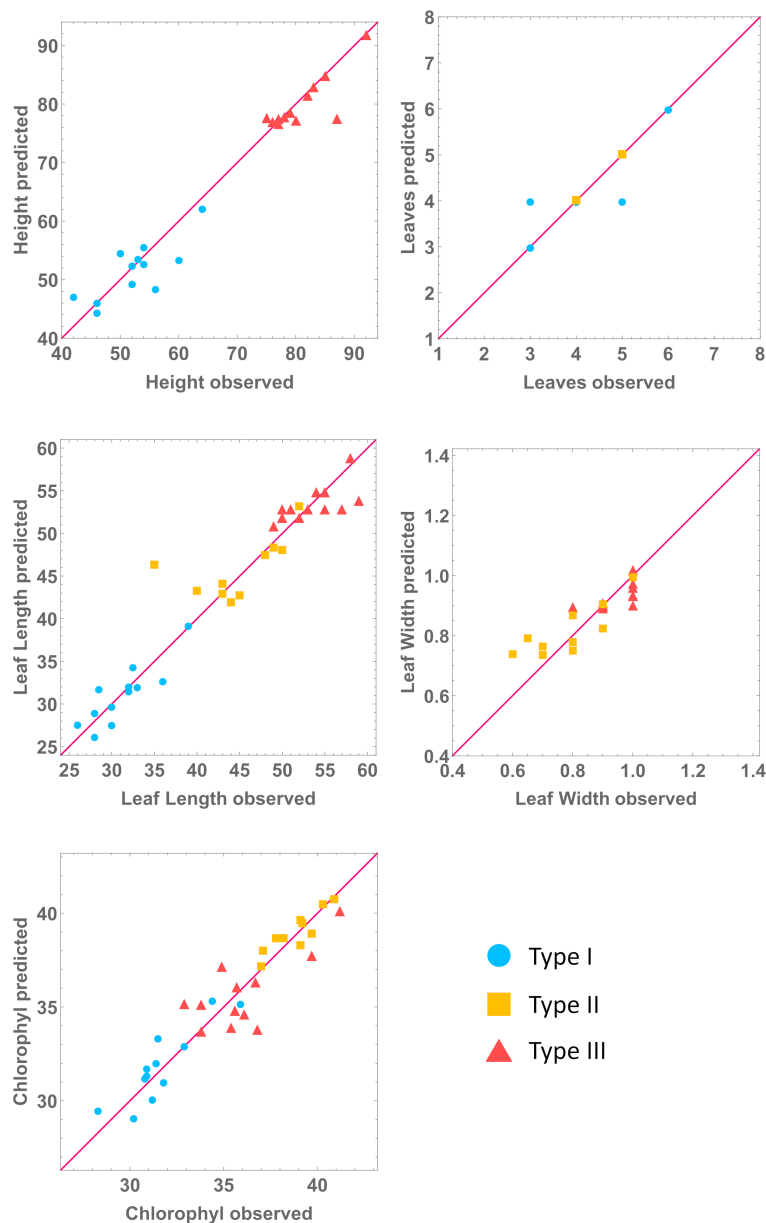 Height predicted
90
80
70
60
50
40
40 50 60 70 80 90
Height observed
Leaves predicted
8
7
6
5
4
3
2
1
1 2 3 4 5 6 7 8
Leaves observed
Leaf Length predicted
60
55
50
45
40
35
30
25
25 30 35 40 45 50 55 60
Leaf Length observed
Leaf Width predicted
1.4
1.2
1.0
0.8
0.6
0.4
0.4 0.6 0.8 1.0 1.2 1.4
Leaf Width observed
Chlorophyl predicted
40
35
30
30 35 40
Chlorophyl observed
Type I
Type II
Type III